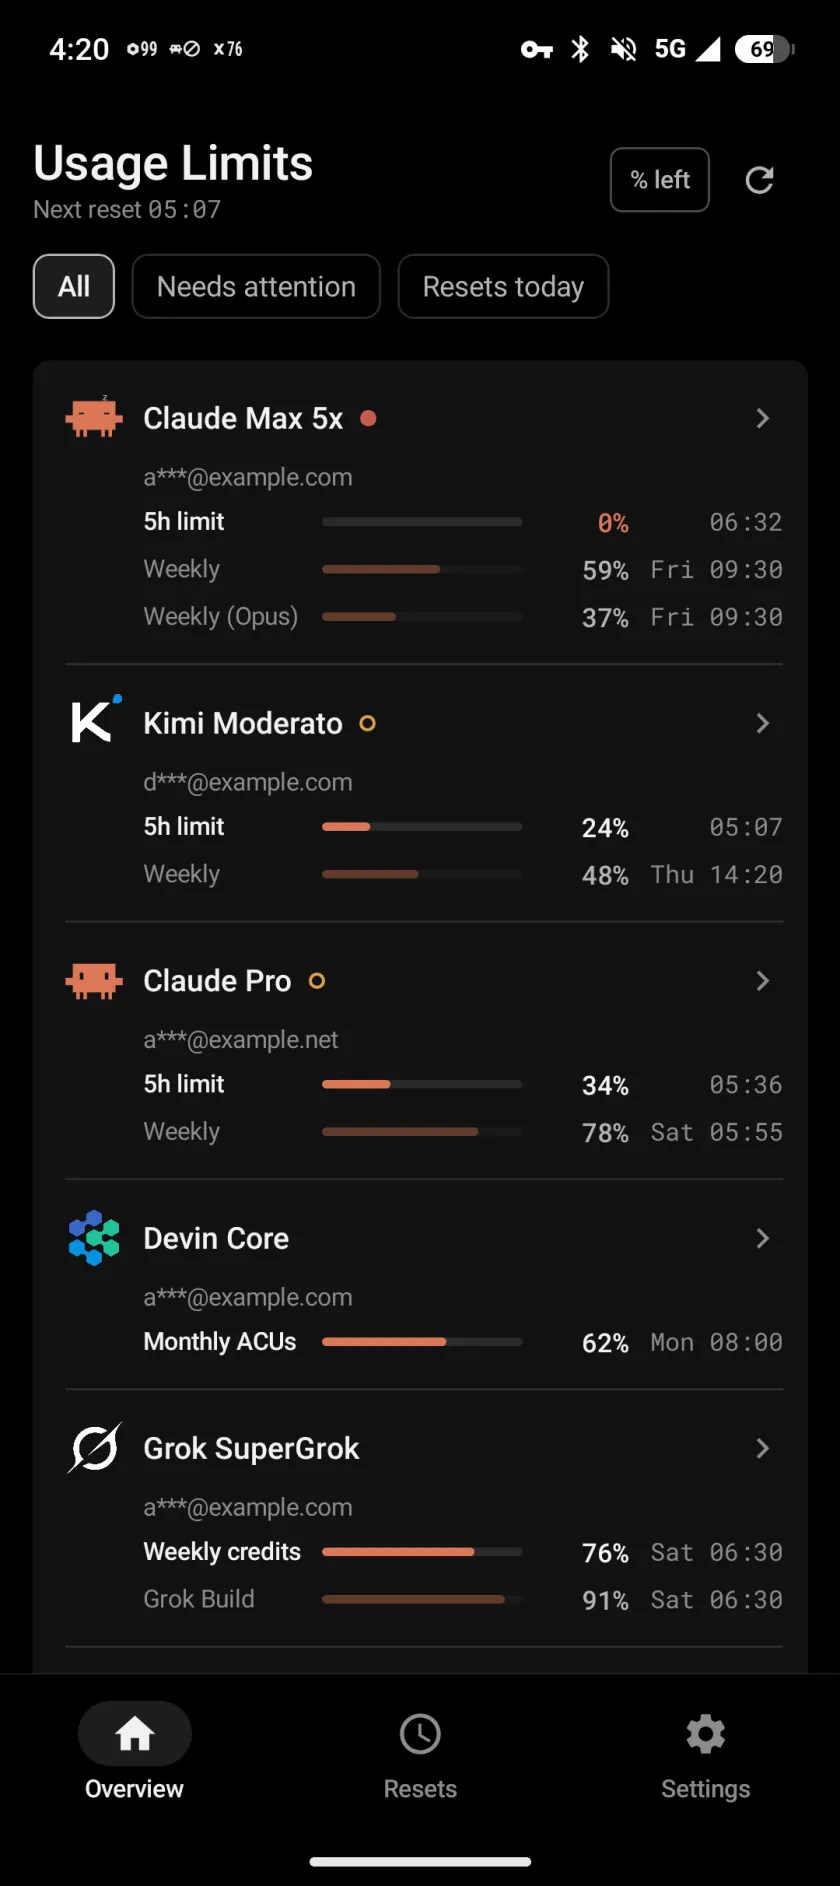 4:20 99 x76 5G 69
Usage Limits
% left
Next reset 05:07
All Needs attention Resets today
Claude Max 5x
a***@example.com
5h limit 0% 06:32
Weekly 59% Fri 09:30
Weekly (Opus) 37% Fri 09:30
Kimi Moderato
d***@example.com
5h limit 24% 05:07
Weekly 48% Thu 14:20
Claude Pro
a***@example.net
5h limit 34% 05:36
Weekly 78% Sat 05:55
Devin Core
a***@example.com
Monthly ACUs 62% Mon 08:00
Grok SuperGrok
a***@example.com
Weekly credits 76% Sat 06:30
Grok Build 91% Sat 06:30
Overview Resets Settings